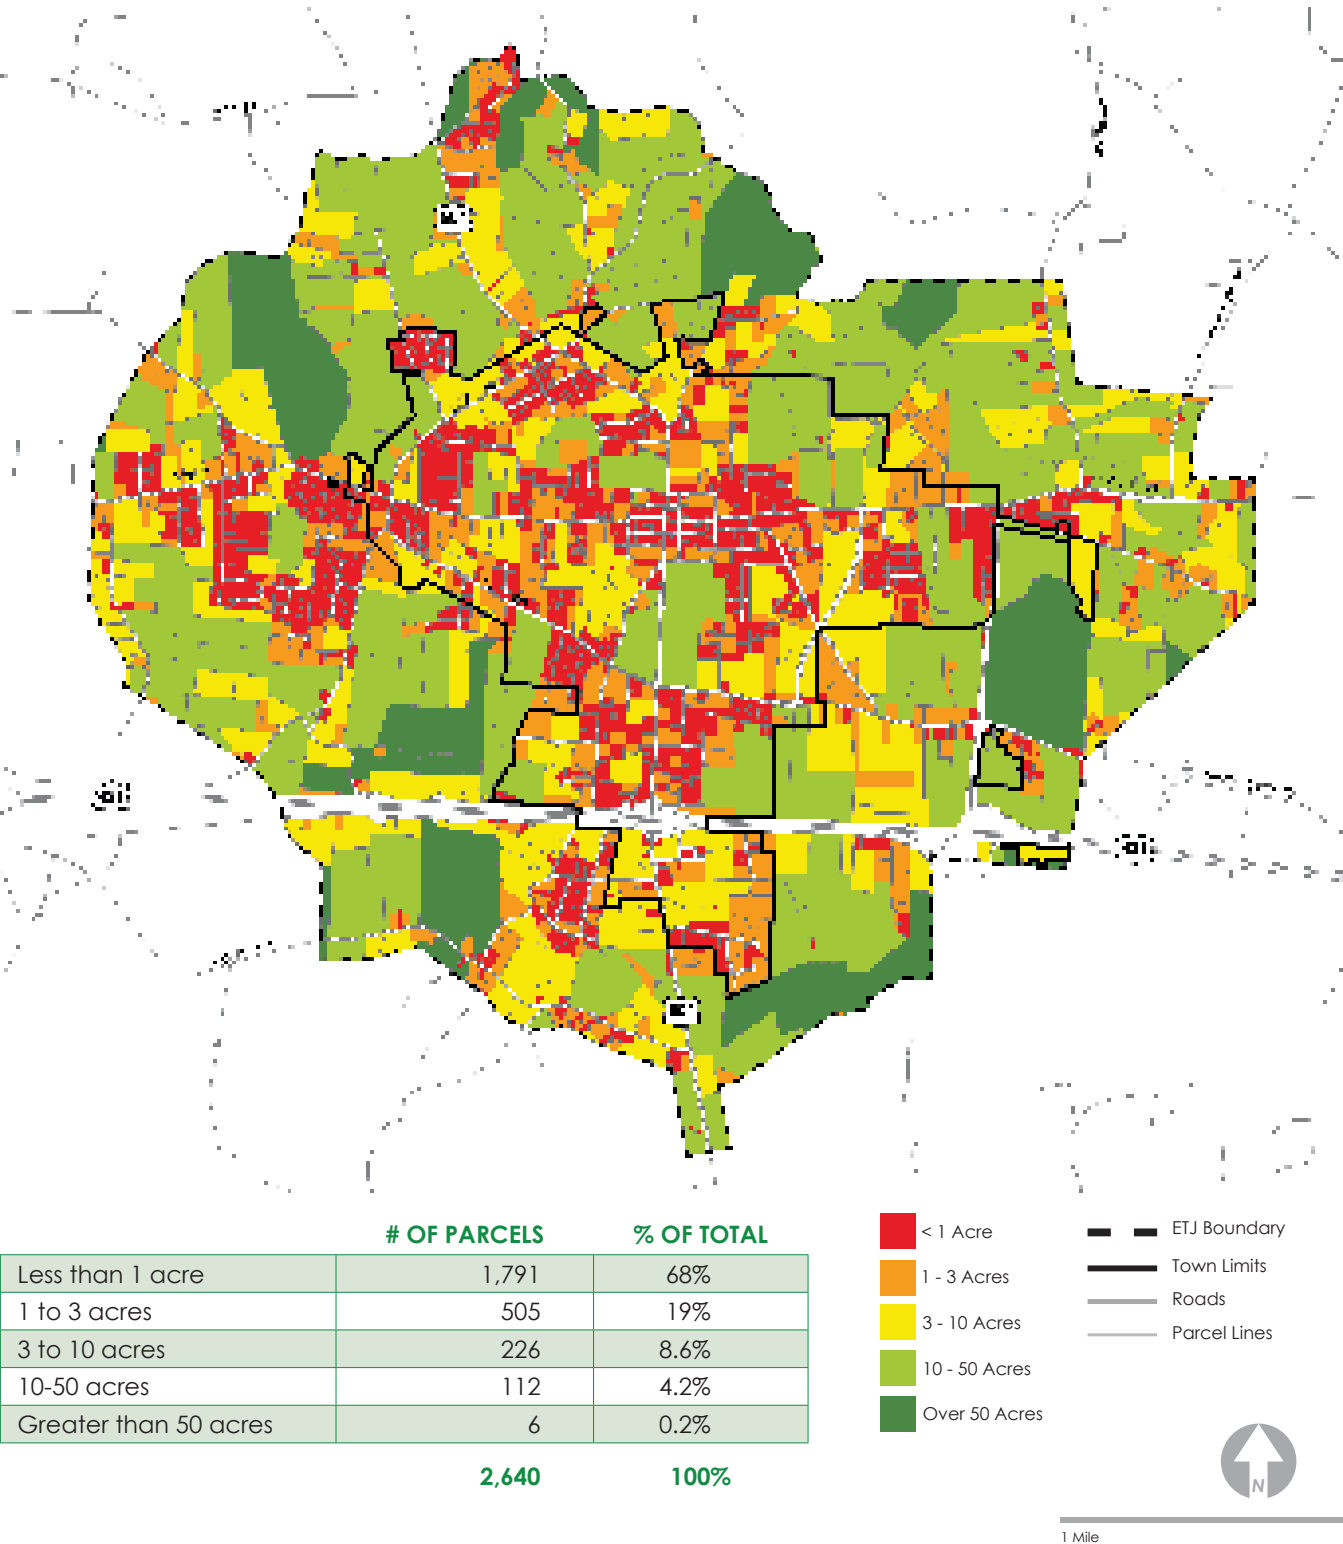 # OF PARCELS % OF TOTAL
Less than 1 acre 1,791 68%
1 to 3 acres 505 19%
3 to 10 acres 226 8.6%
10-50 acres 112 4.2%
Greater than 50 acres 6 0.2%
2,640 100%
< 1 Acre
1 - 3 Acres
3 - 10 Acres
10 - 50 Acres
Over 50 Acres
ETJ Boundary
Town Limits
Roads
Parcel Lines
N
1 Mile